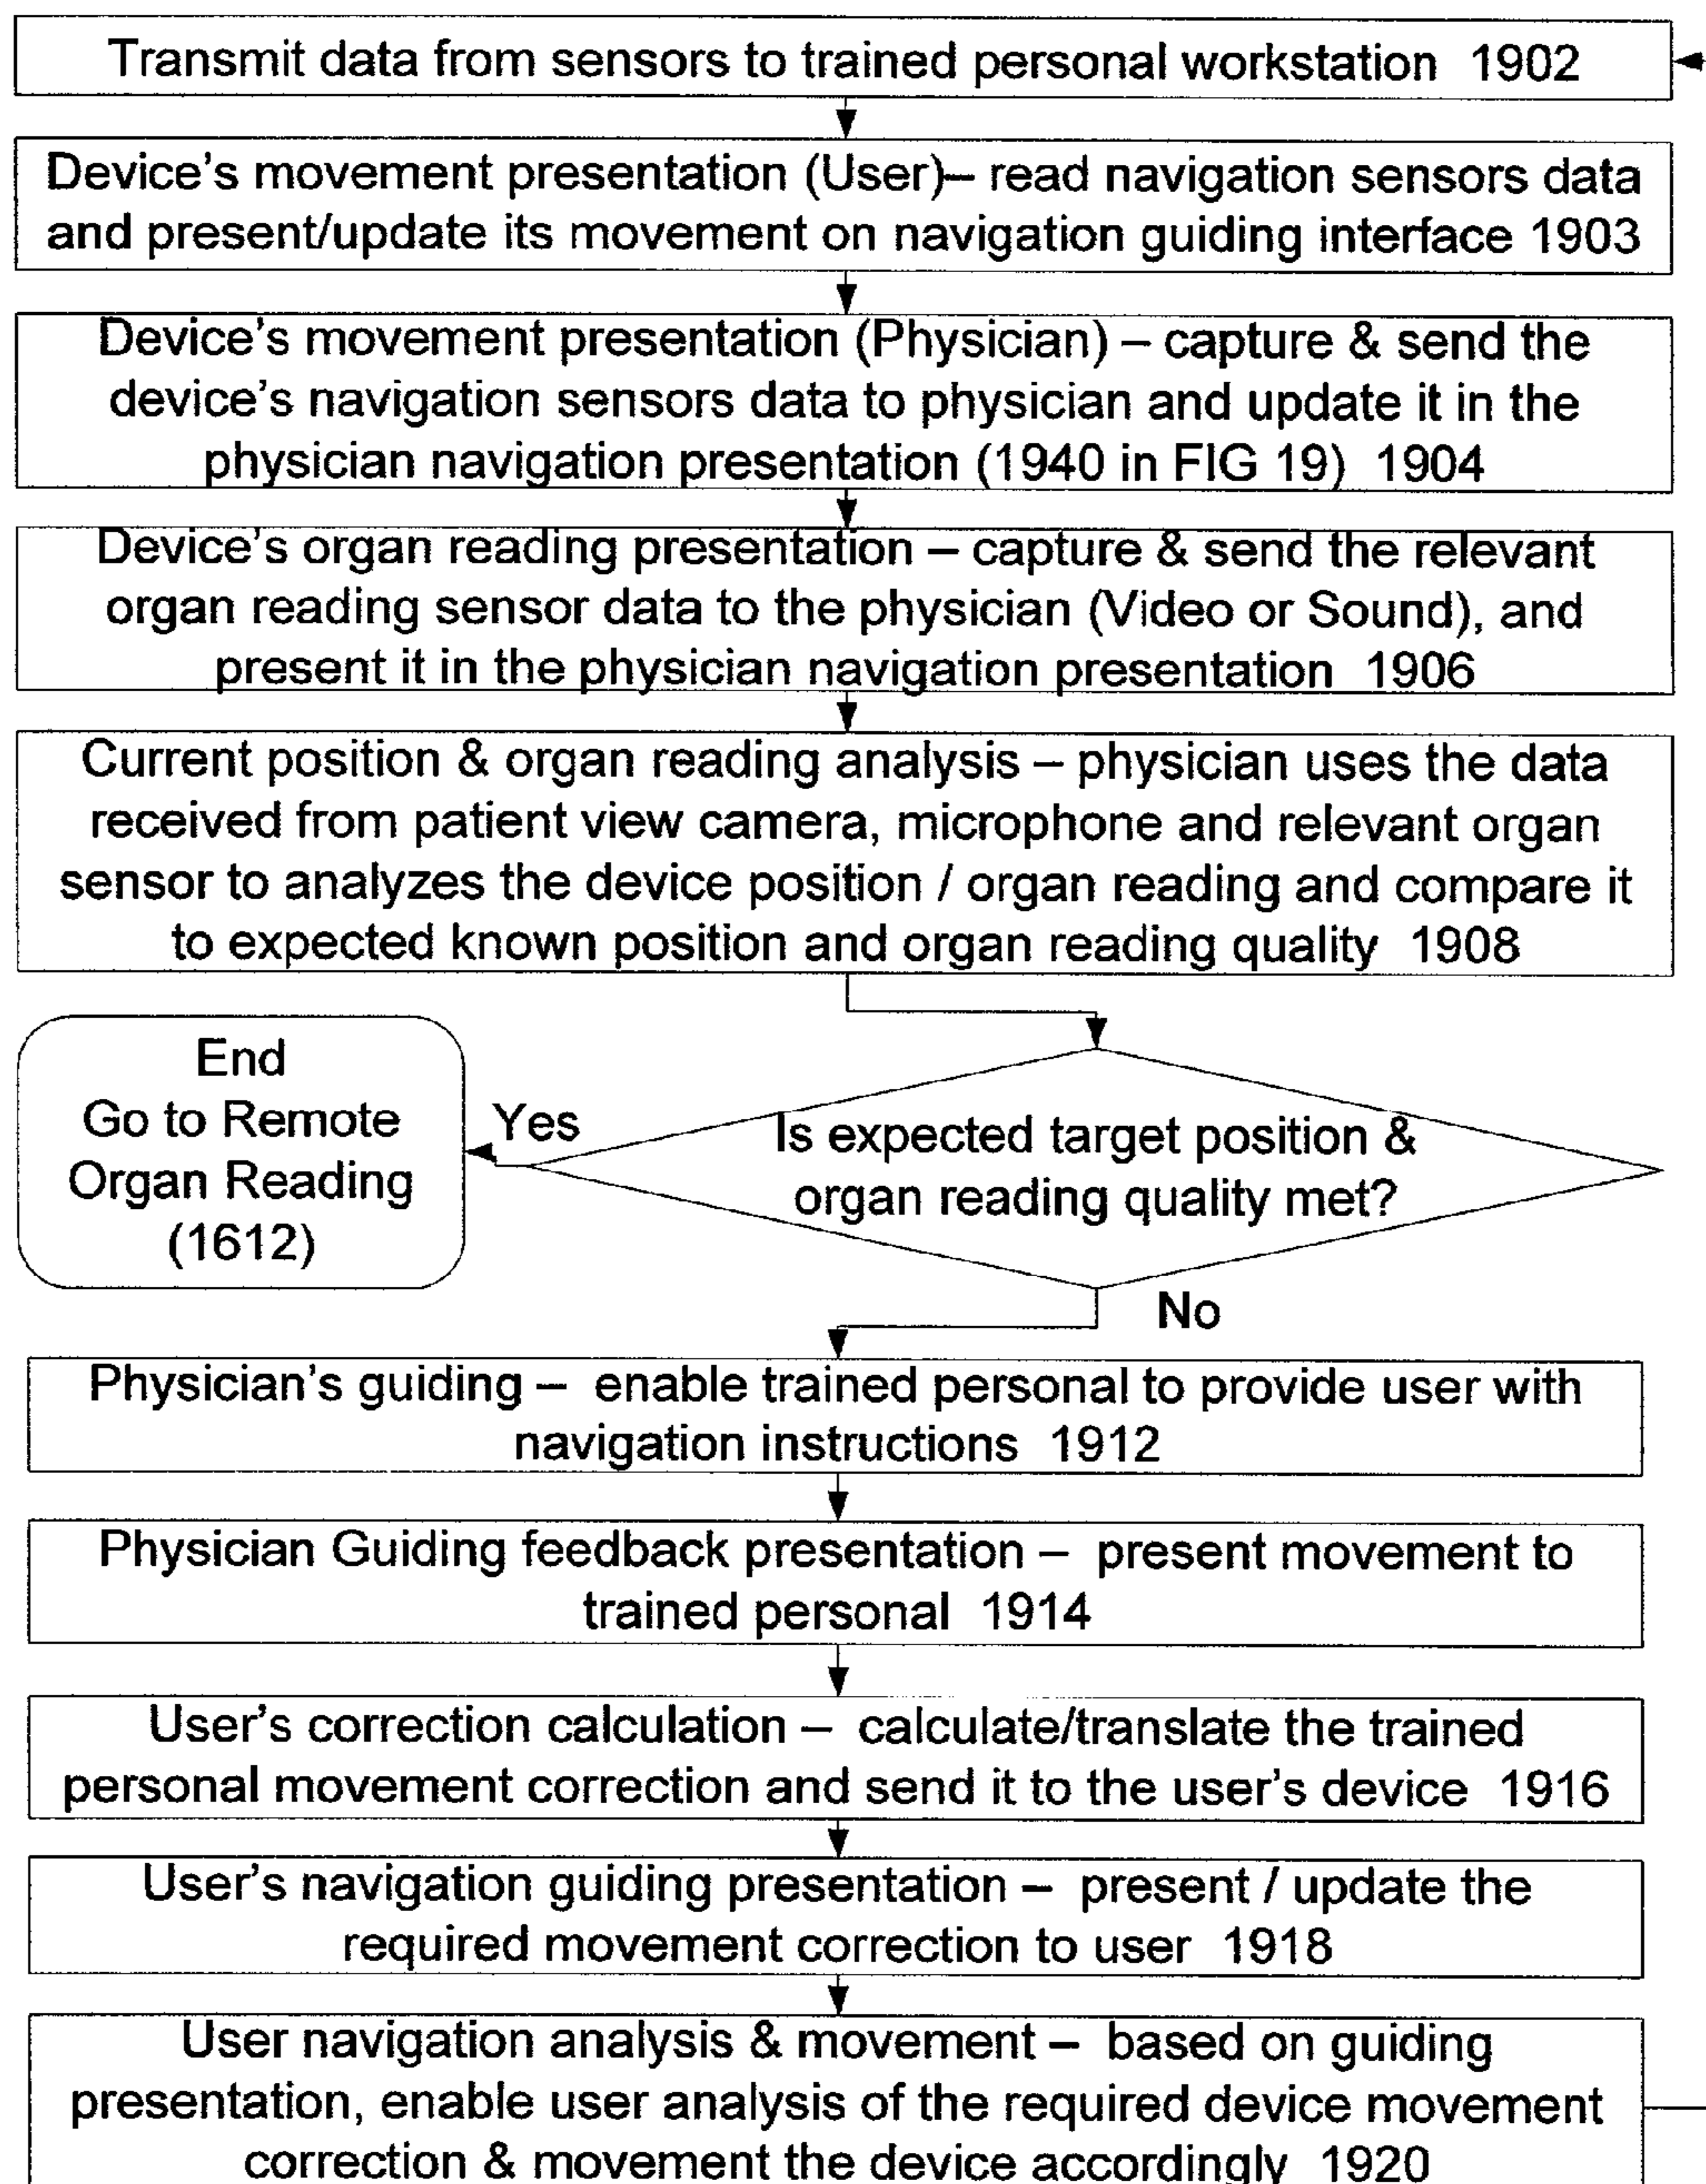 Transmit data from sensors to trained personal workstation 1902
Device's movement presentation (User)– read navigation sensors data
and present/update its movement on navigation guiding interface 1903
Device's movement presentation (Physician) – capture & send the
device's navigation sensors data to physician and update it in the
physician navigation presentation (1940 in FIG 19) 1904
Device's organ reading presentation – capture & send the relevant
organ reading sensor data to the physician (Video or Sound), and
present it in the physician navigation presentation 1906
Current position & organ reading analysis – physician uses the data
received from patient view camera, microphone and relevant organ
sensor to analyzes the device position / organ reading and compare it
to expected known position and organ reading quality 1908
End
Go to Remote
Organ Reading
(1612)
Yes
Is expected target position &
organ reading quality met?
No
Physician's guiding – enable trained personal to provide user with
navigation instructions 1912
Physician Guiding feedback presentation – present movement to
trained personal 1914
User's correction calculation – calculate/translate the trained
personal movement correction and send it to the user's device 1916
User's navigation guiding presentation – present / update the
required movement correction to user 1918
User navigation analysis & movement – based on guiding
presentation, enable user analysis of the required device movement
correction & movement the device accordingly 1920